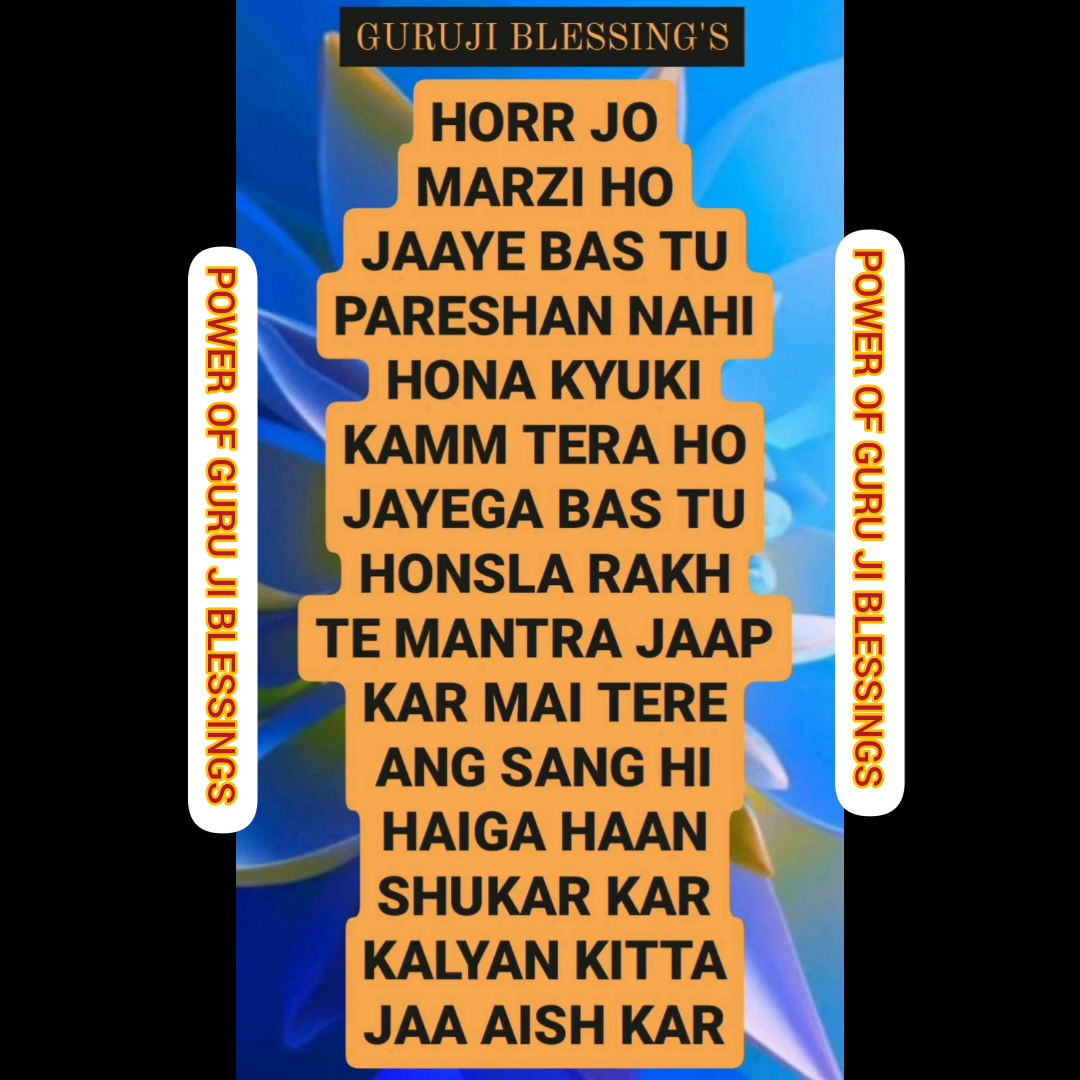 GURUJI BLESSING'S
HORR JO
MARZI HO
JAAYE BAS TU
PARESHAN NAHI
HONA KYUKI
KAMM TERA HO
JAYEGA BAS TU
HONSLA RAKH
TE MANTRA JAAP
KAR MAI TERE
ANG SANG HI
HAIGA HAAN
SHUKAR KAR
KALYAN KITTA
JAA AISH KAR
POWER OF GURU JI BLESSINGS
POWER OF GURU JI BLESSINGS